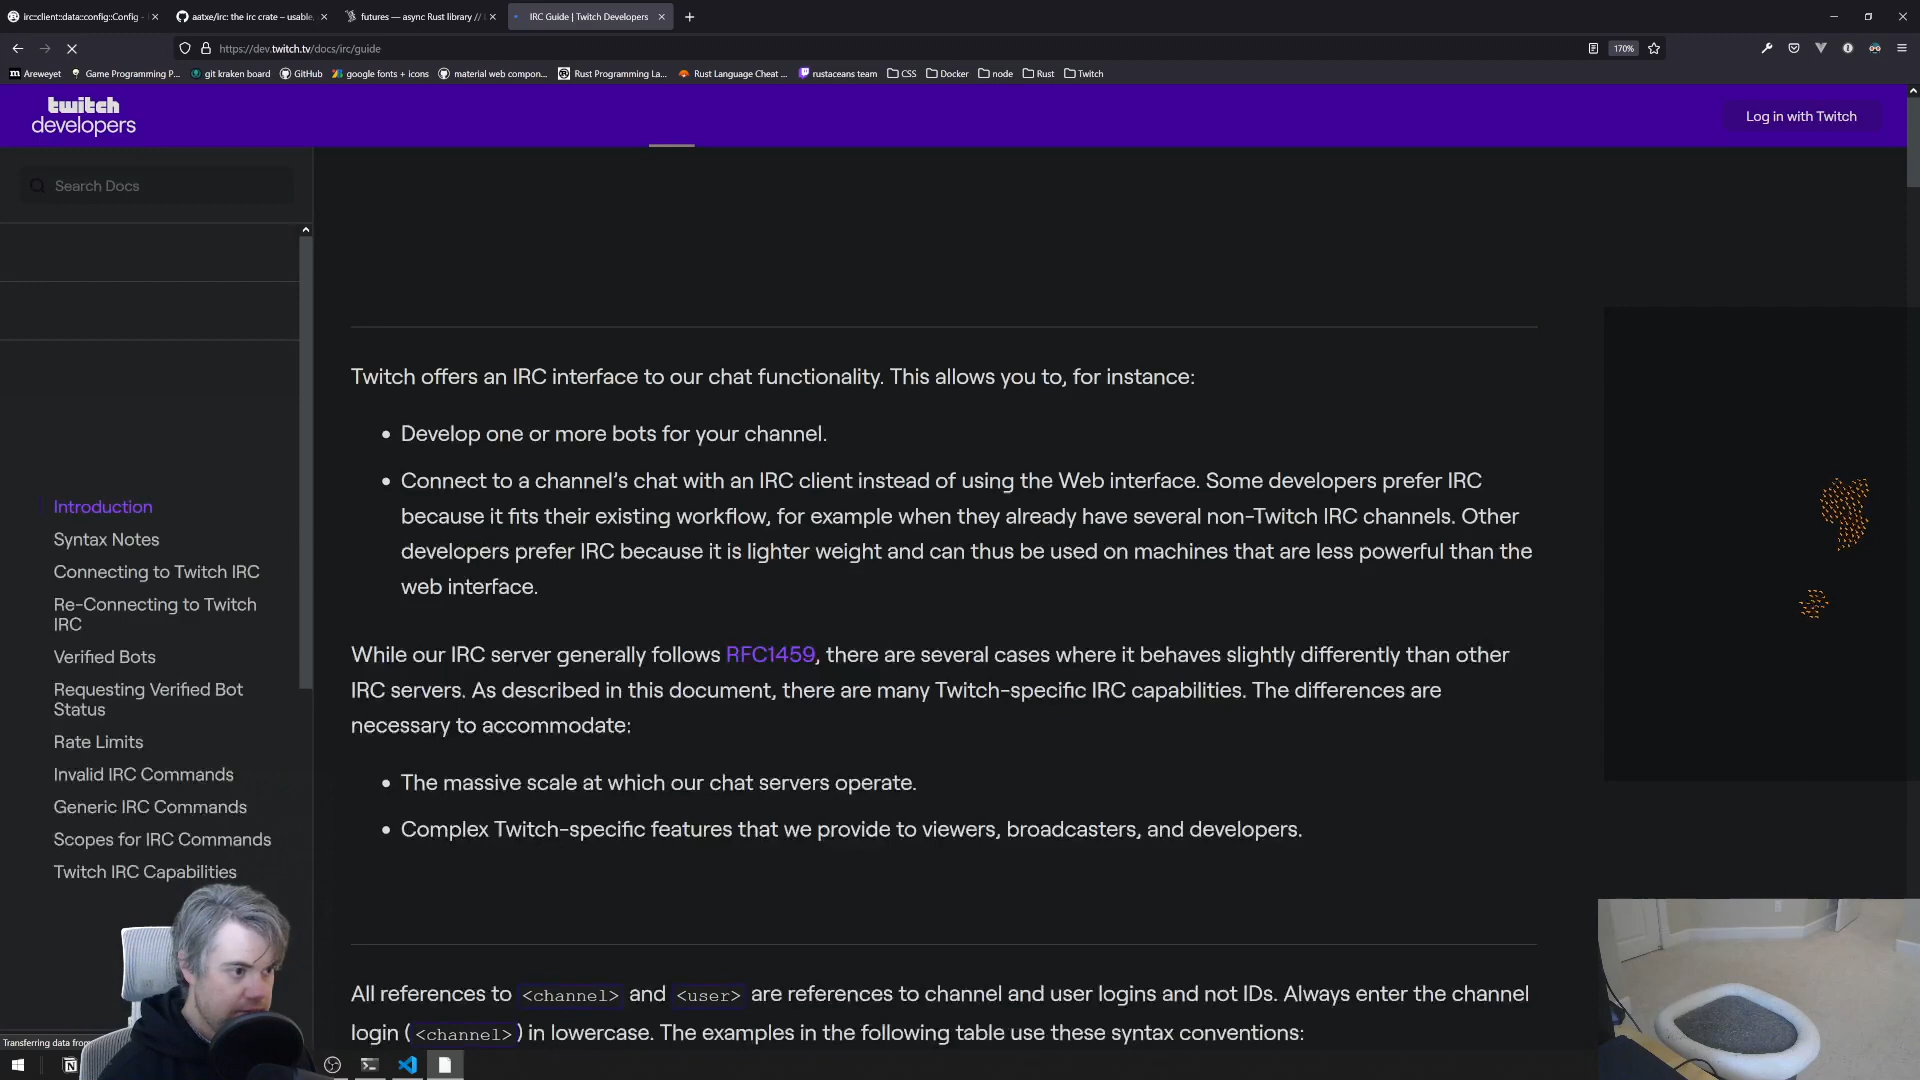 irc::client::data::config::Config -
aatxe/irc: the irc crate – usable,
futures — async Rust library //
IRC Guide | Twitch Developers
https://dev.twitch.tv/docs/irc/guide
170%
Areweyet
Game Programming P...
git kraken board
GitHub
google fonts + icons
material web compon...
Rust Programming La...
Rust Language Cheat ...
rustaceans team
CSS
Docker
node
Rust
Twitch
twitch
developers
Log in with Twitch
Search Docs
Introduction
Syntax Notes
Connecting to Twitch IRC
Re-Connecting to Twitch
IRC
Verified Bots
Requesting Verified Bot
Status
Rate Limits
Invalid IRC Commands
Generic IRC Commands
Scopes for IRC Commands
Twitch IRC Capabilities
Twitch offers an IRC interface to our chat functionality. This allows you to, for instance:
• Develop one or more bots for your channel.
• Connect to a channel’s chat with an IRC client instead of using the Web interface. Some developers prefer IRC
because it fits their existing workflow, for example when they already have several non-Twitch IRC channels. Other
developers prefer IRC because it is lighter weight and can thus be used on machines that are less powerful than the
web interface.
While our IRC server generally follows RFC1459, there are several cases where it behaves slightly differently than other
IRC servers. As described in this document, there are many Twitch-specific IRC capabilities. The differences are
necessary to accommodate:
• The massive scale at which our chat servers operate.
• Complex Twitch-specific features that we provide to viewers, broadcasters, and developers.
All references to <channel> and <user> are references to channel and user logins and not IDs. Always enter the channel
login (<channel>) in lowercase. The examples in the following table use these syntax conventions:
Transferring data from